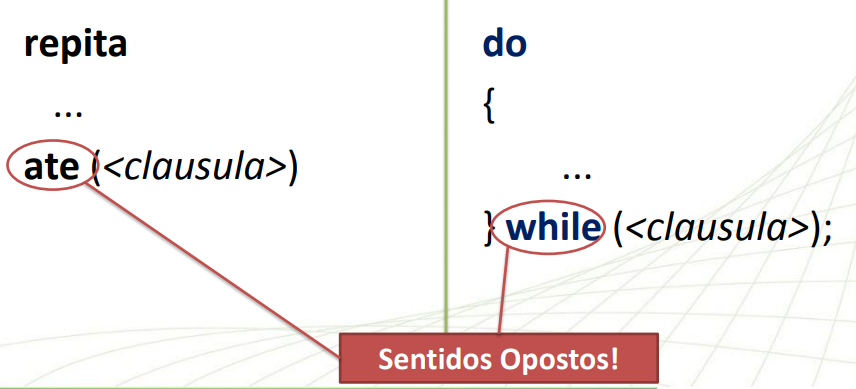 repita
...
ate (<clausula>)
do
{
...
} while (<clausula>);
Sentidos Opostos!